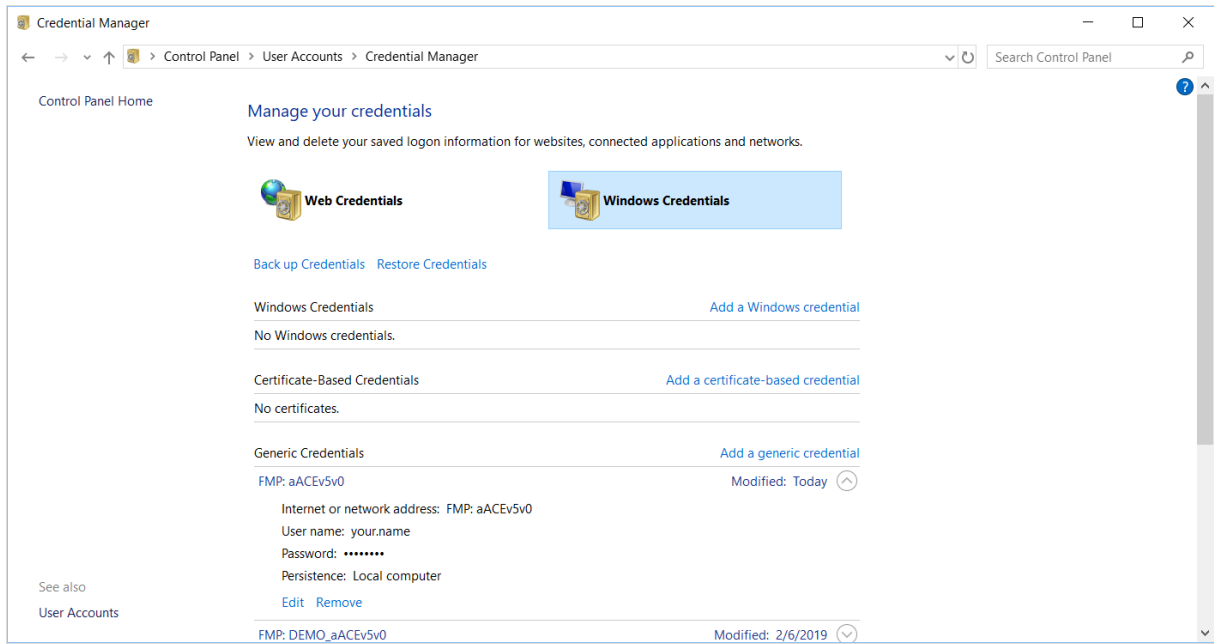 Credential Manager
Control Panel > User Accounts > Credential Manager
Search Control Panel
Control Panel Home
Manage your credentials
View and delete your saved logon information for websites, connected applications and networks.
Web Credentials
Windows Credentials
Back up Credentials Restore Credentials
Windows Credentials Add a Windows credential
No Windows credentials.
Certificate-Based Credentials Add a certificate-based credential
No certificates.
Generic Credentials Add a generic credential
FMP: aACEv5v0 Modified: Today
Internet or network address: FMP: aACEv5v0
User name: your.name
Password: ••••••••
Persistence: Local computer
Edit Remove
FMP: DEMO_aACEv5v0 Modified: 2/6/2019
See also
User Accounts